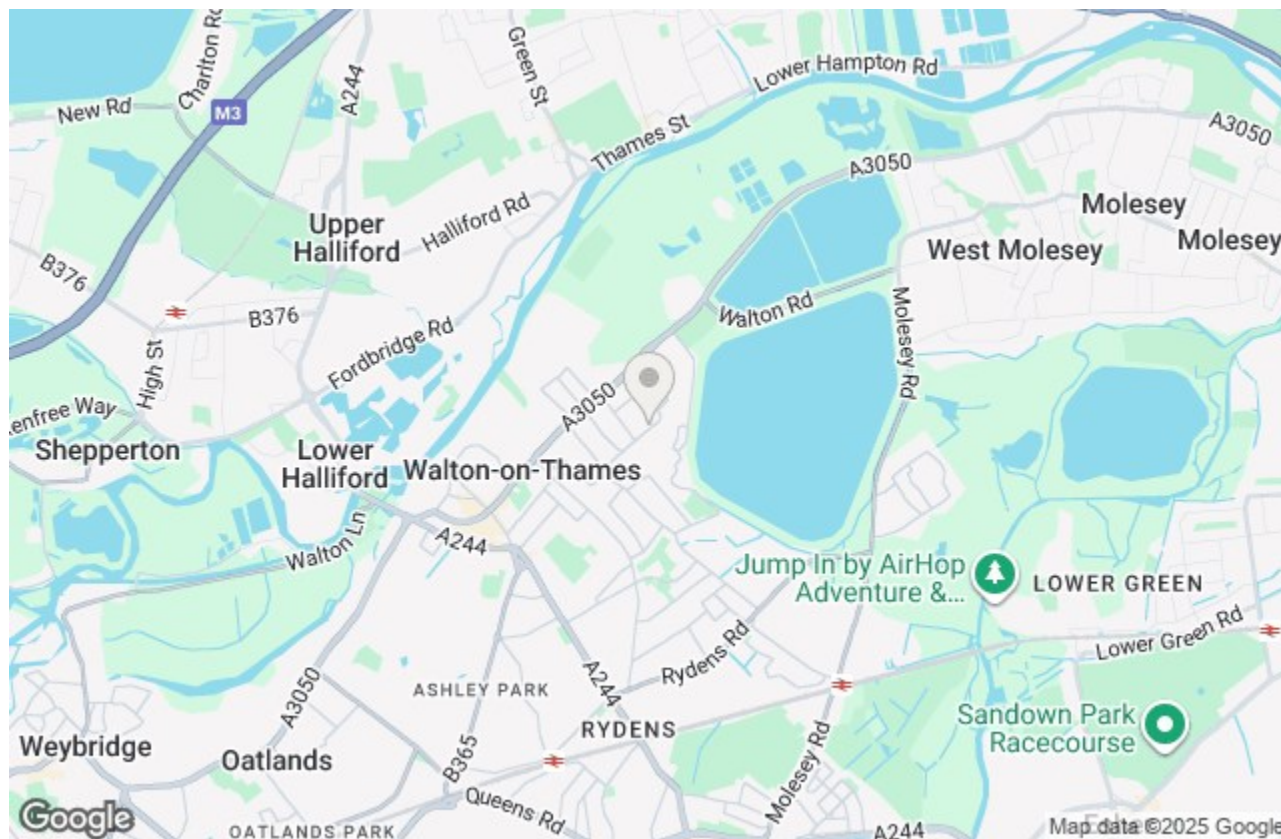 Charlton Rd
New Rd
M3
A244
Green St
Lower Hampton Rd
Thames St
A3050
A3050
Upper
Halliford
Halliford Rd
Molesey
West Molesey
Molesey
B376
B376
Fordbridge Rd
Walton Rd
Molesey Rd
High St
enfree Way
A3050
Shepperton
Lower
Halliford
Walton-on-Thames
Walton Ln
A244
Jump In by AirHop
Adventure &...
LOWER GREEN
Lower Green Rd
Rydens Rd
A3050
ASHLEY PARK
A244
RYDENS
Sandown Park
Racecourse
Weybridge
Oatlands
B365
Molesey Rd
Queens Rd
Google
OATLANDS PARK
A244
Map data ©2025 Google